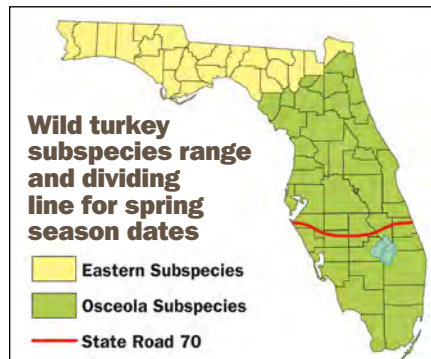 Wild turkey
subspecies range
and dividing
line for spring
season dates
Eastern Subspecies
Osceola Subspecies
State Road 70